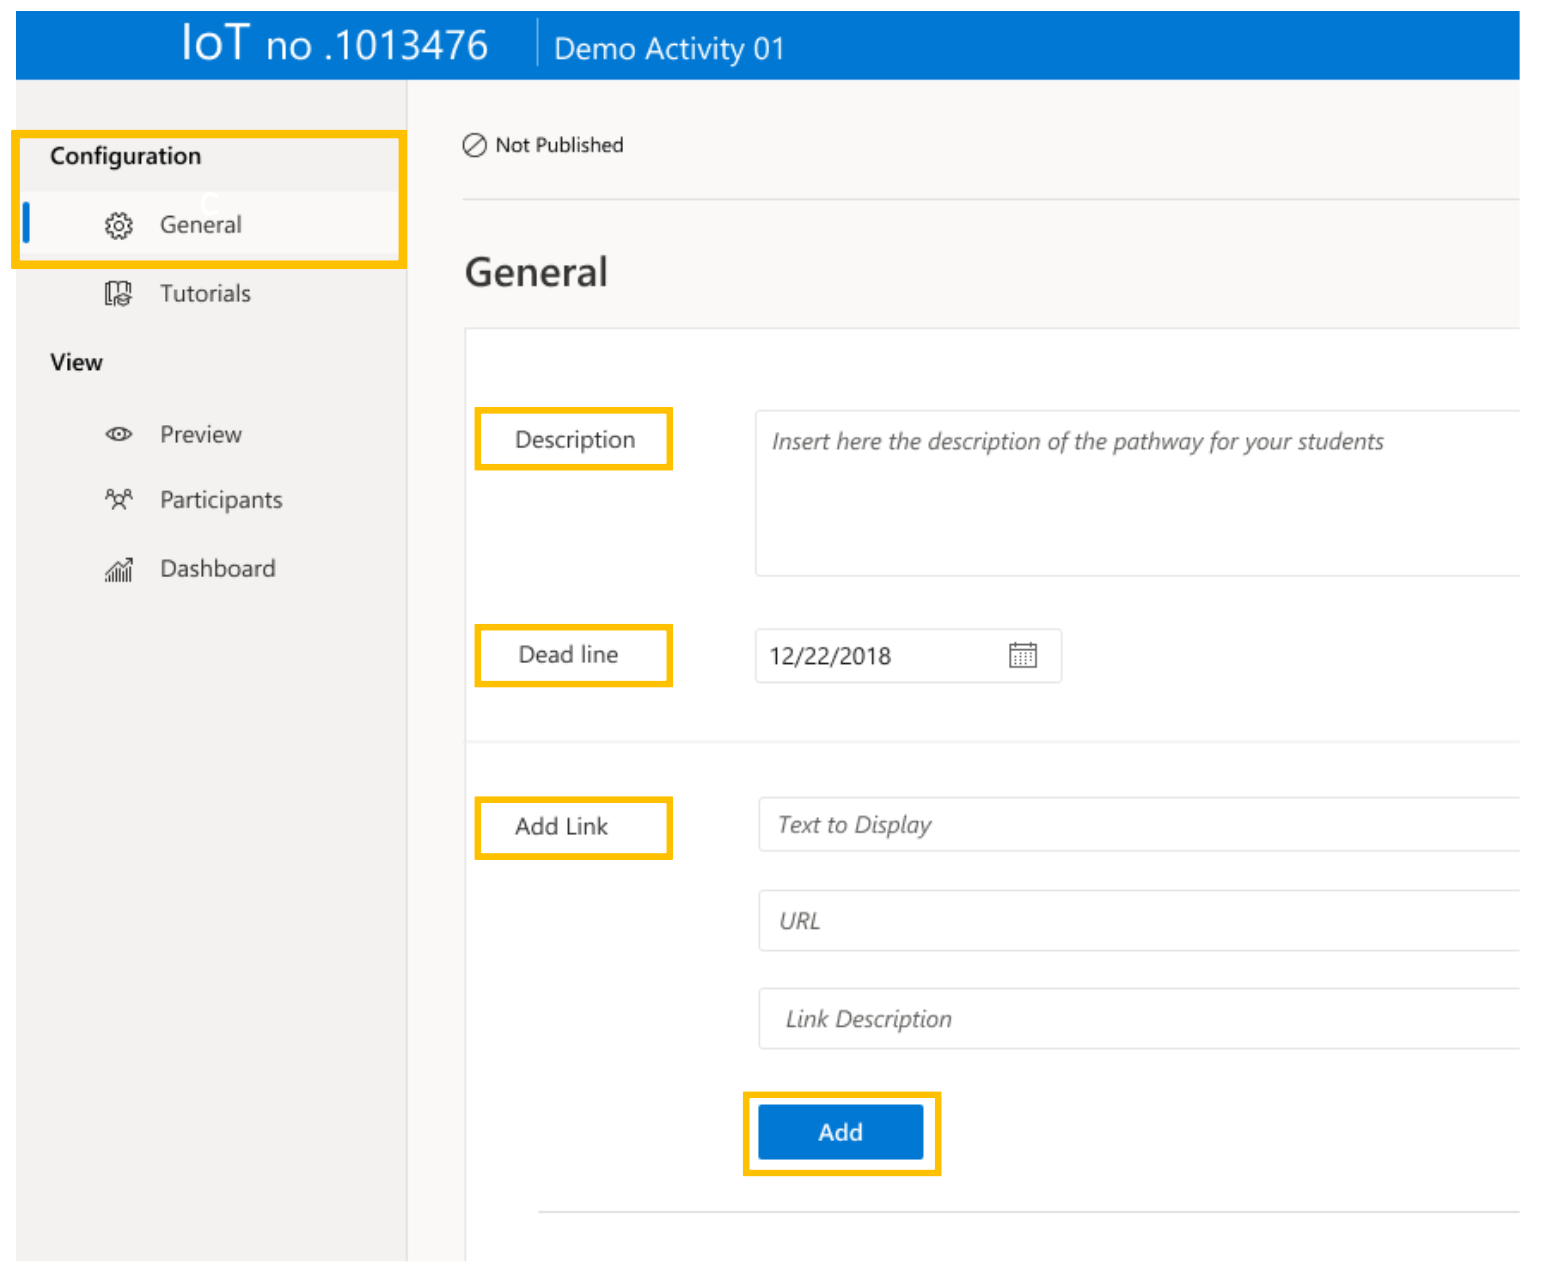 IoT no .1013476 Demo Activity 01
Configuration
c
General
Tutorials
View
Preview
Participants
Dashboard
Not Published
General
Description
Insert here the description of the pathway for your students
Dead line
12/22/2018
Add Link
Text to Display
URL
Link Description
Add